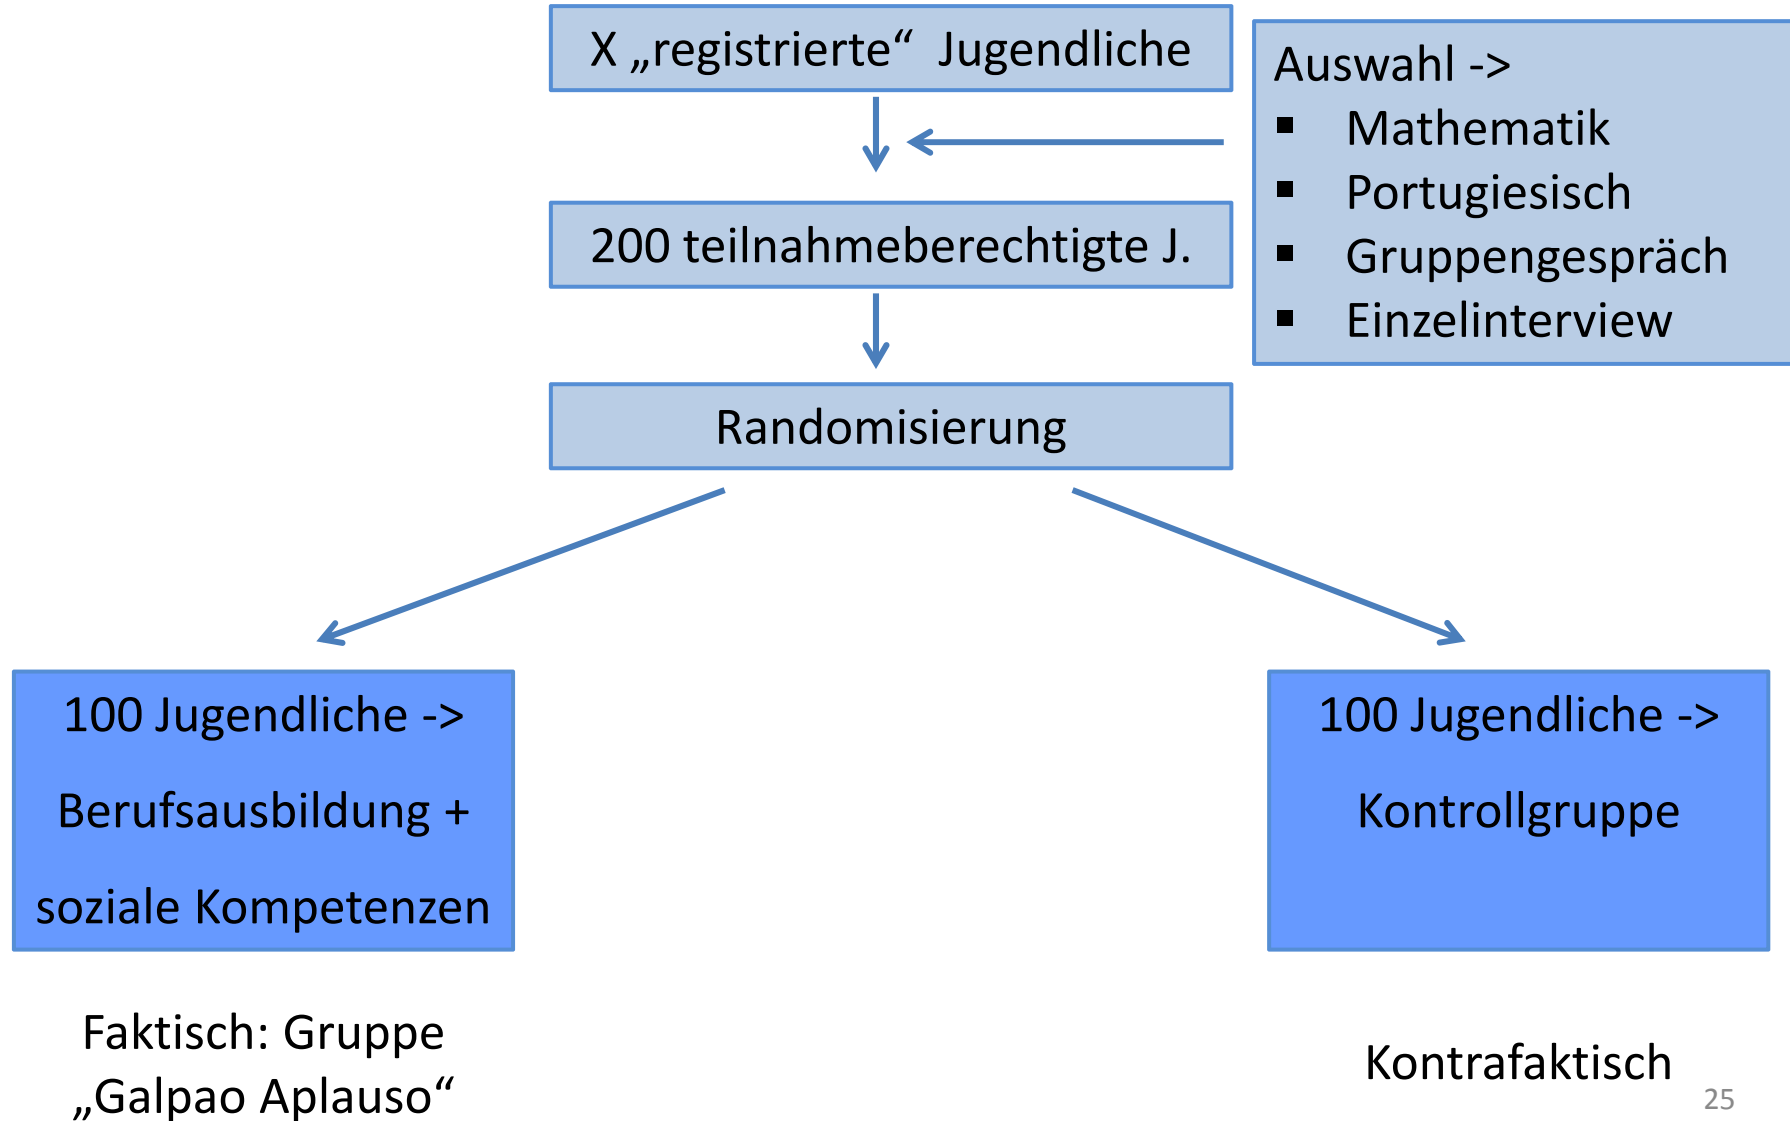 X „registrierte“ Jugendliche
Auswahl ->
▪ Mathematik
▪ Portugiesisch
▪ Gruppengespräch
▪ Einzelinterview
200 teilnahmeberechtigte J.
Randomisierung
100 Jugendliche ->
Berufsausbildung +
soziale Kompetenzen
100 Jugendliche ->
Kontrollgruppe
Faktisch: Gruppe
„Galpao Aplauso“
Kontrafaktisch
25